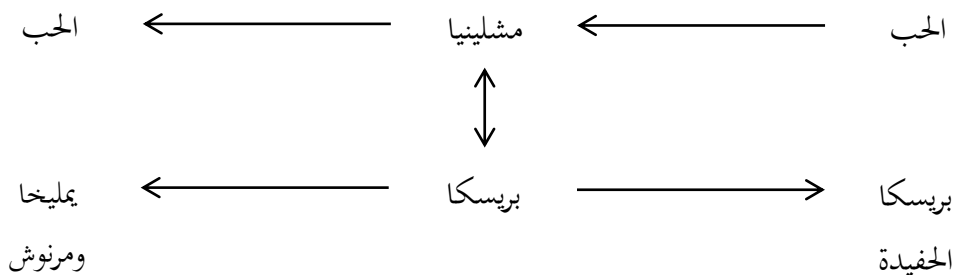 الحب مشلينيا الحب
بريسكا بريسكا يمليخا
الحفيدة ومرنوش